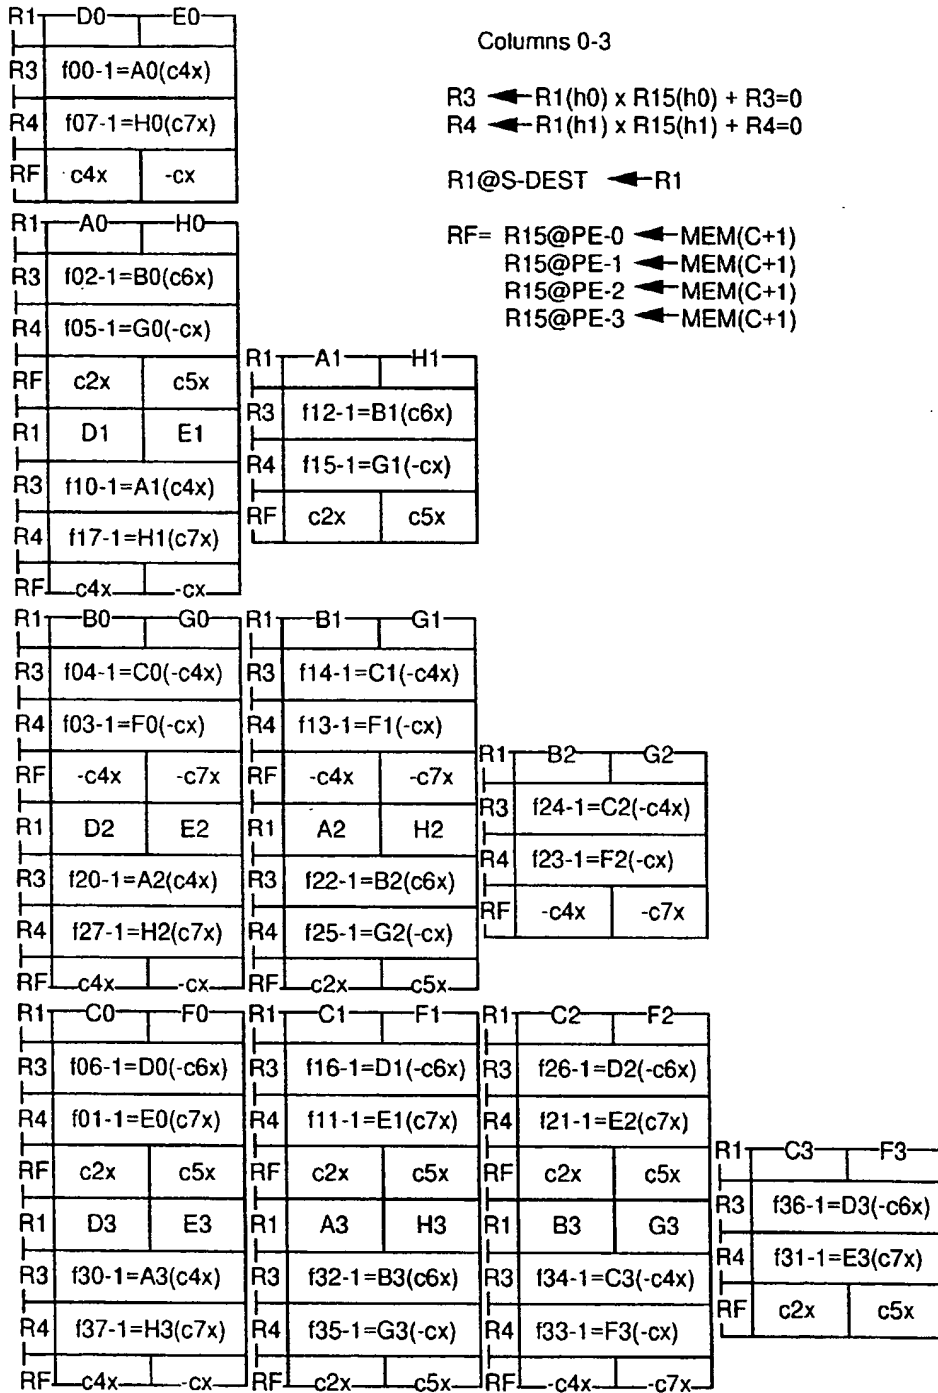 R1 D0 E0
R3 f00-1=A0(c4x)
R4 f07-1=H0(c7x)
RF c4x -cx
Columns 0-3
R3 ◄ R1(h0) x R15(h0) + R3=0
R4 ◄ R1(h1) x R15(h1) + R4=0
R1@S-DEST ◄ R1
RF= R15@PE-0 ◄ MEM(C+1)
R15@PE-1 ◄ MEM(C+1)
R15@PE-2 ◄ MEM(C+1)
R15@PE-3 ◄ MEM(C+1)
R1 A0 H0
R3 f02-1=B0(c6x)
R4 f05-1=G0(-cx)
RF c2x c5x
R1 D1 E1
R3 f10-1=A1(c4x)
R4 f17-1=H1(c7x)
RF c4x -cx
R1 A1 H1
R3 f12-1=B1(c6x)
R4 f15-1=G1(-cx)
RF c2x c5x
R1 B0 G0
R3 f04-1=C0(-c4x)
R4 f03-1=F0(-cx)
RF -c4x -c7x
R1 D2 E2
R3 f20-1=A2(c4x)
R4 f27-1=H2(c7x)
RF c4x -cx
R1 B1 G1
R3 f14-1=C1(-c4x)
R4 f13-1=F1(-cx)
RF -c4x -c7x
R1 A2 H2
R3 f22-1=B2(c6x)
R4 f25-1=G2(-cx)
RF c2x c5x
R1 B2 G2
R3 f24-1=C2(-c4x)
R4 f23-1=F2(-cx)
RF -c4x -c7x
R1 C0 F0
R3 f06-1=D0(-c6x)
R4 f01-1=E0(c7x)
RF c2x c5x
R1 D3 E3
R3 f30-1=A3(c4x)
R4 f37-1=H3(c7x)
RF c4x -cx
R1 C1 F1
R3 f16-1=D1(-c6x)
R4 f11-1=E1(c7x)
RF c2x c5x
R1 A3 H3
R3 f32-1=B3(c6x)
R4 f35-1=G3(-cx)
RF c2x c5x
R1 C2 F2
R3 f26-1=D2(-c6x)
R4 f21-1=E2(c7x)
RF c2x c5x
R1 B3 G3
R3 f34-1=C3(-c4x)
R4 f33-1=F3(-cx)
RF -c4x -c7x
R1 C3 F3
R3 f36-1=D3(-c6x)
R4 f31-1=E3(c7x)
RF c2x c5x